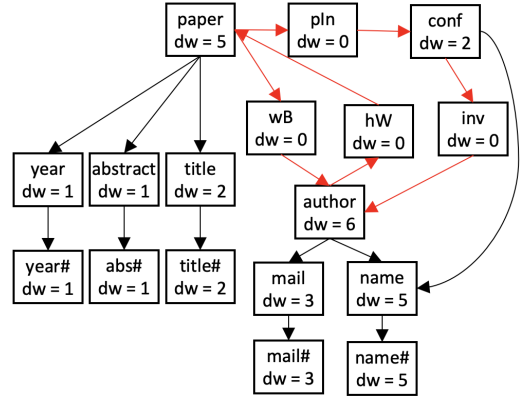 paper
dw = 5
pIn
dw = 0
conf
dw = 2
wB
dw = 0
hW
dw = 0
inv
dw = 0
year
dw = 1
abstract
dw = 1
title
dw = 2
author
dw = 6
year#
dw = 1
abs#
dw = 1
title#
dw = 2
mail
dw = 3
name
dw = 5
mail#
dw = 3
name#
dw = 5